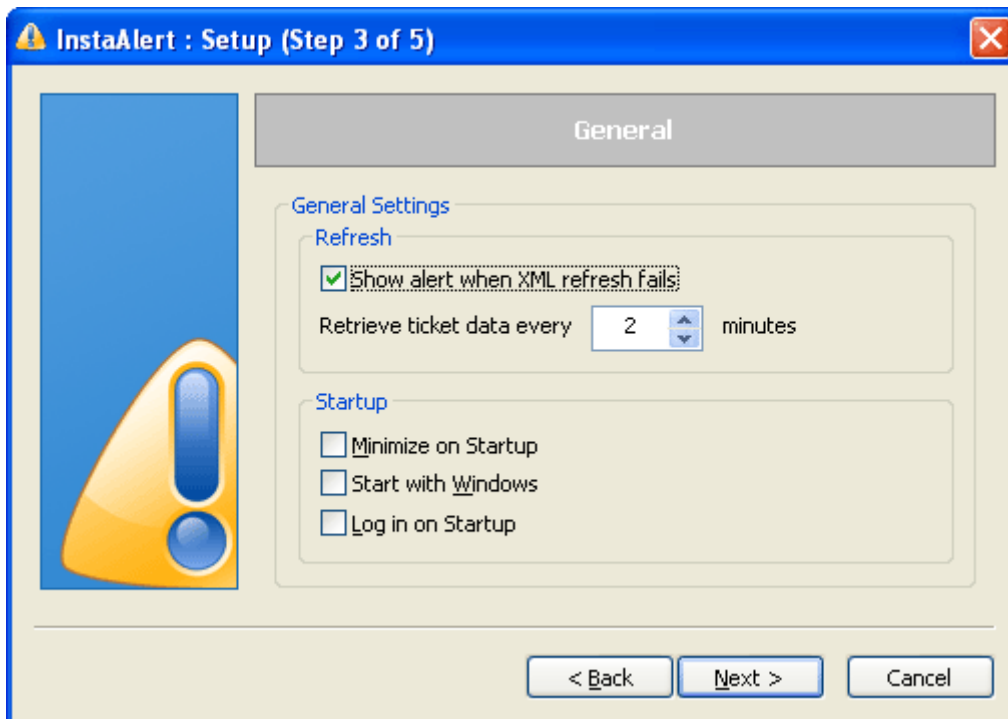 InstaAlert : Setup (Step 3 of 5)
General
General Settings
Refresh
Show alert when XML refresh fails
Retrieve ticket data every 2 minutes
Startup
Minimize on Startup
Start with Windows
Log in on Startup
< Back Next > Cancel